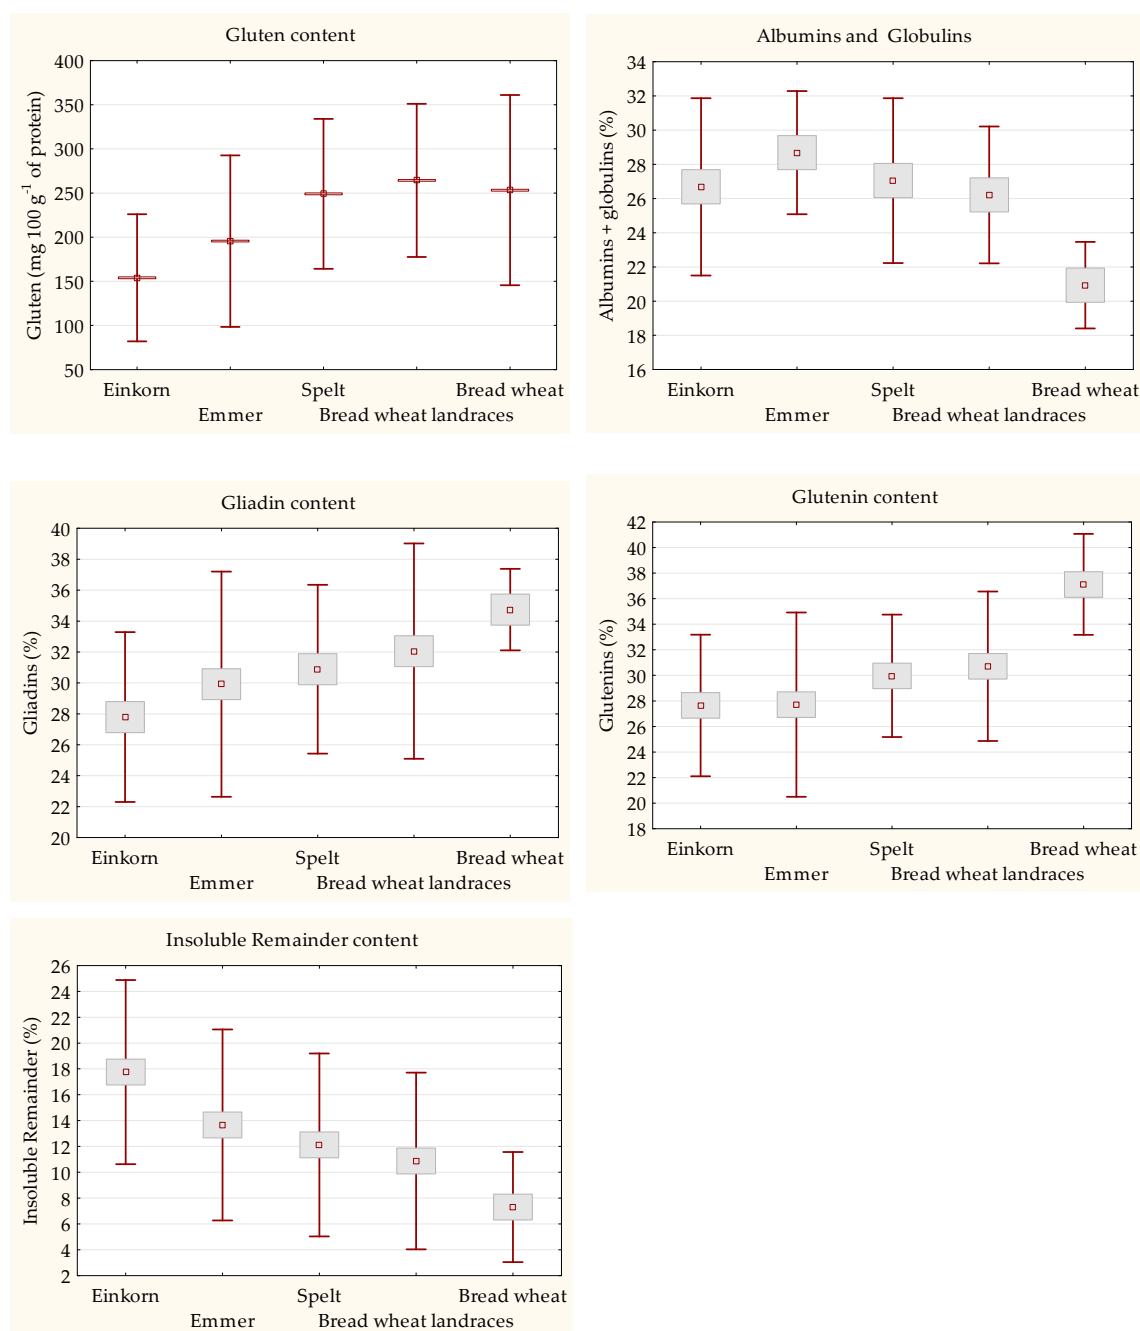 Gluten content
Gluten (mg 100 g⁻¹ of protein)
400
350
300
250
200
150
100
50
Einkorn
Spelt
Bread wheat
Emmer
Bread wheat landraces
Albumins and Globulins
Albumins + globulins (%)
34
32
30
28
26
24
22
20
18
16
Einkorn
Spelt
Bread wheat
Emmer
Bread wheat landraces
Gliadin content
Gliadins (%)
40
38
36
34
32
30
28
26
24
22
20
Einkorn
Spelt
Bread wheat
Emmer
Bread wheat landraces
Glutenin content
Glutenins (%)
42
40
38
36
34
32
30
28
26
24
22
20
18
Einkorn
Spelt
Bread wheat
Emmer
Bread wheat landraces
Insoluble Remainder content
Insoluble Remainder (%)
26
24
22
20
18
16
14
12
10
8
6
4
2
Einkorn
Spelt
Bread wheat
Emmer
Bread wheat landraces